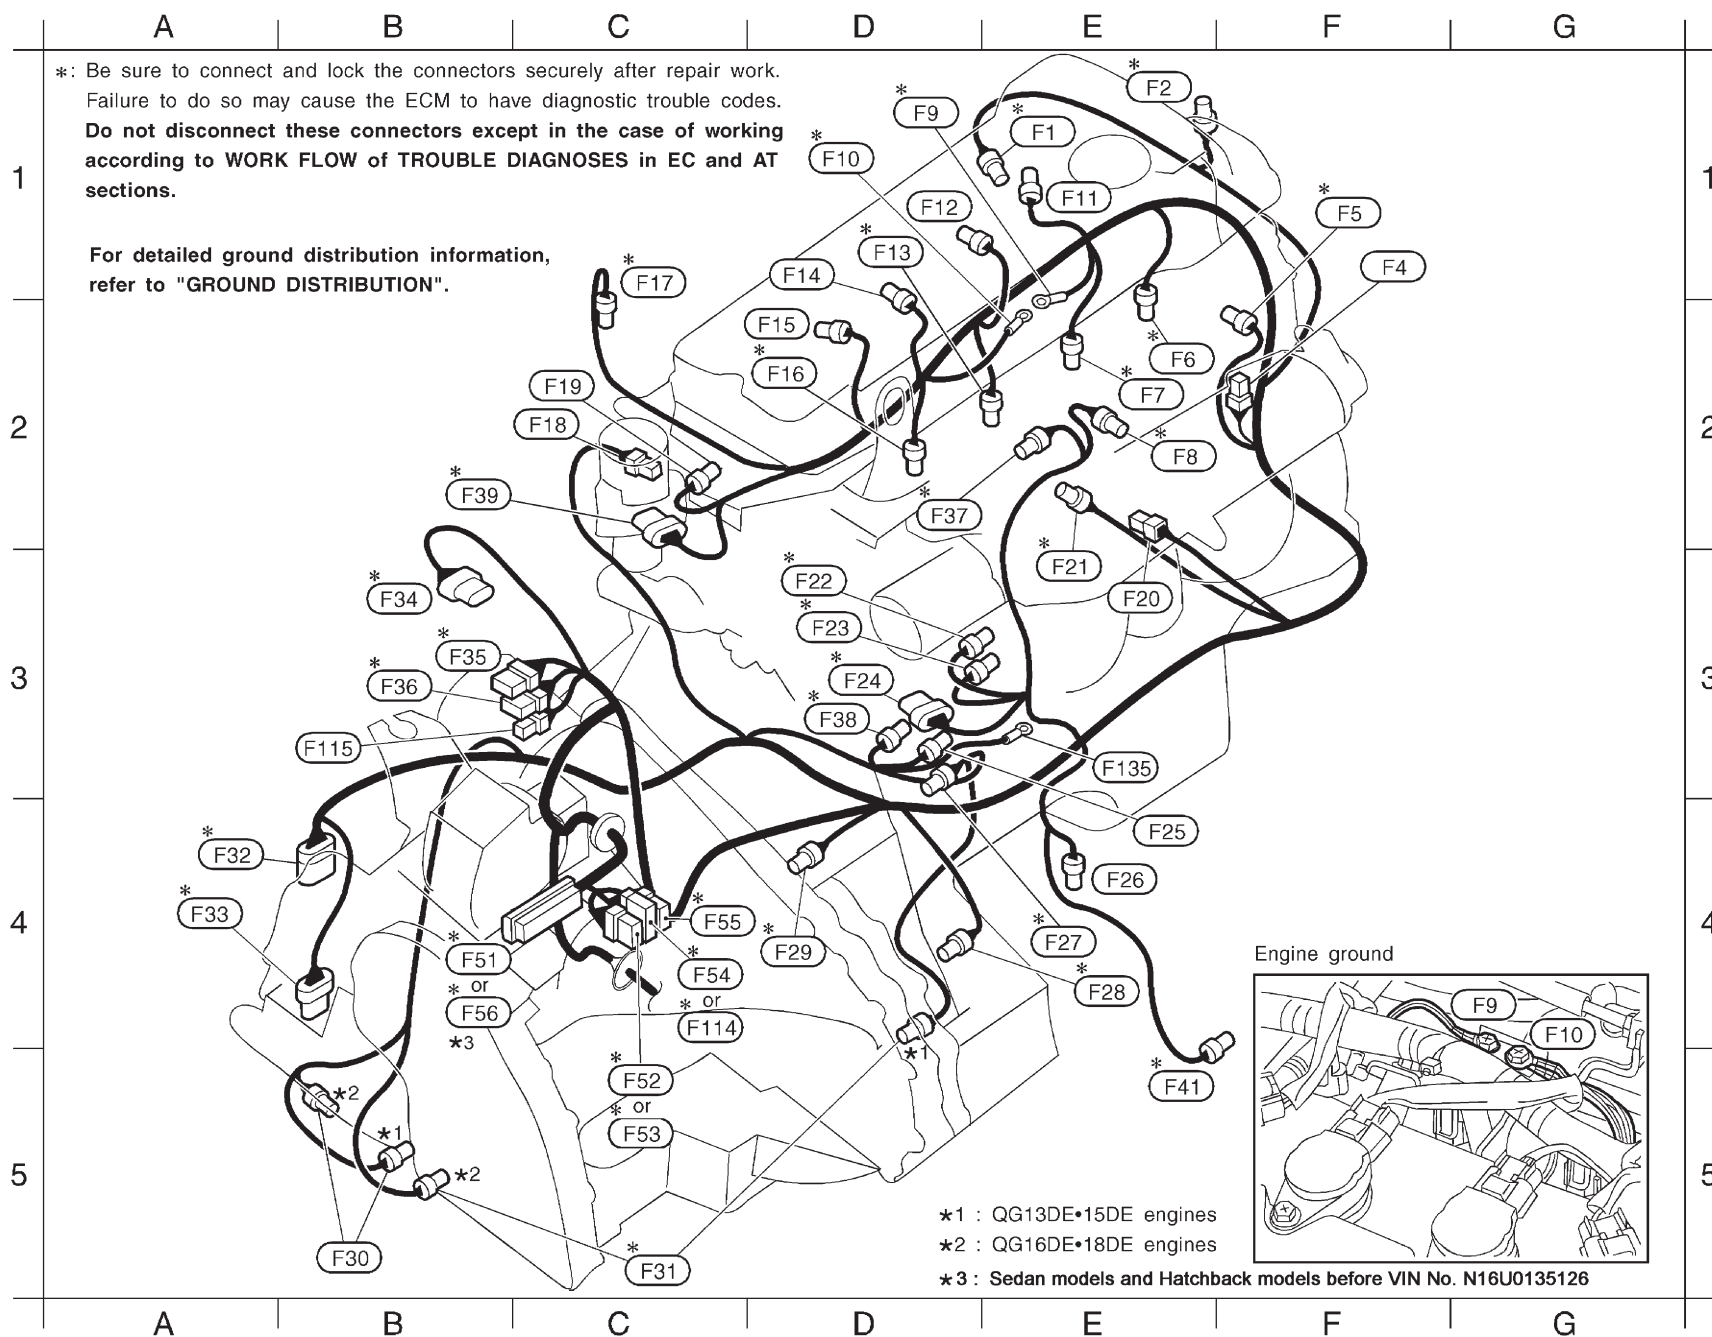 A B C D E F G
*: Be sure to connect and lock the connectors securely after repair work.
Failure to do so may cause the ECM to have diagnostic trouble codes.
Do not disconnect these connectors except in the case of working
according to WORK FLOW of TROUBLE DIAGNOSES in EC and AT
sections.
For detailed ground distribution information,
refer to "GROUND DISTRIBUTION".
1
1
* F2
* F9
* F1
* F10
F11
F12
* F5
* F13
F4
F14
* F17
2
2
F15
* F6
* F16
F19
* F7
F18
* F8
* F39
* F37
3
3
* F21
* F22
* F34
F20
* F23
* F35
* F24
* F36
* F38
F115
F135
4
4
F25
* F32
F26
* F33
* F55
* F27
* F29
* F51
* or
F56
*3
* F54
* or
F114
* F28
Engine ground
F9
F10
*1
5
5
* F52
* or
F53
* F41
*2
*1
*2
F30
* F31
*1 : QG13DE•15DE engines
*2 : QG16DE•18DE engines
*3 : Sedan models and Hatchback models before VIN No. N16U0135126
A B C D E F G